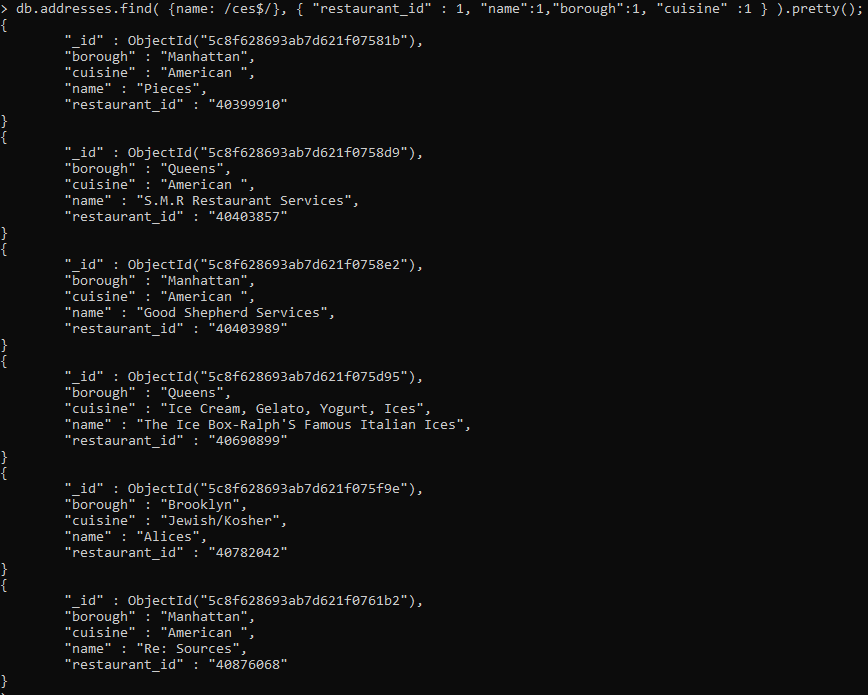 > db.addresses.find( {name: /ces$/}, { "restaurant_id" : 1, "name":1,"borough":1, "cuisine" :1 } ).pretty();
{
        "_id" : ObjectId("5c8f628693ab7d621f07581b"),
        "borough" : "Manhattan",
        "cuisine" : "American ",
        "name" : "Pieces",
        "restaurant_id" : "40399910"
}
{
        "_id" : ObjectId("5c8f628693ab7d621f0758d9"),
        "borough" : "Queens",
        "cuisine" : "American ",
        "name" : "S.M.R Restaurant Services",
        "restaurant_id" : "40403857"
}
{
        "_id" : ObjectId("5c8f628693ab7d621f0758e2"),
        "borough" : "Manhattan",
        "cuisine" : "American ",
        "name" : "Good Shepherd Services",
        "restaurant_id" : "40403989"
}
{
        "_id" : ObjectId("5c8f628693ab7d621f075d95"),
        "borough" : "Queens",
        "cuisine" : "Ice Cream, Gelato, Yogurt, Ices",
        "name" : "The Ice Box-Ralph'S Famous Italian Ices",
        "restaurant_id" : "40690899"
}
{
        "_id" : ObjectId("5c8f628693ab7d621f075f9e"),
        "borough" : "Brooklyn",
        "cuisine" : "Jewish/Kosher",
        "name" : "Alices",
        "restaurant_id" : "40782042"
}
{
        "_id" : ObjectId("5c8f628693ab7d621f0761b2"),
        "borough" : "Manhattan",
        "cuisine" : "American ",
        "name" : "Re: Sources",
        "restaurant_id" : "40876068"
}